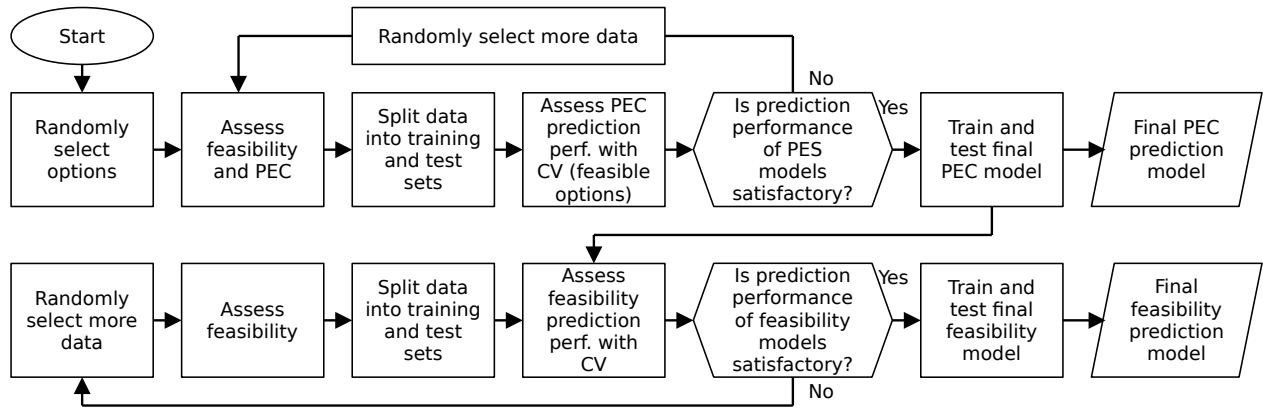 Start
Randomly select more data
No
Randomly
select
options
Assess
feasibility
and PEC
Split data
into training
and test
sets
Assess PEC
prediction
perf. with
CV (feasible
options)
Is prediction
performance
of PES
models
satisfactory?
Yes
Train and
test final
PEC model
Final PEC
prediction
model
Randomly
select more
data
Assess
feasibility
Split data
into training
and test
sets
Assess
feasibility
prediction
perf. with
CV
Is prediction
performance
of feasibility
models
satisfactory?
Yes
Train and
test final
feasibility
model
Final
feasibility
prediction
model
No